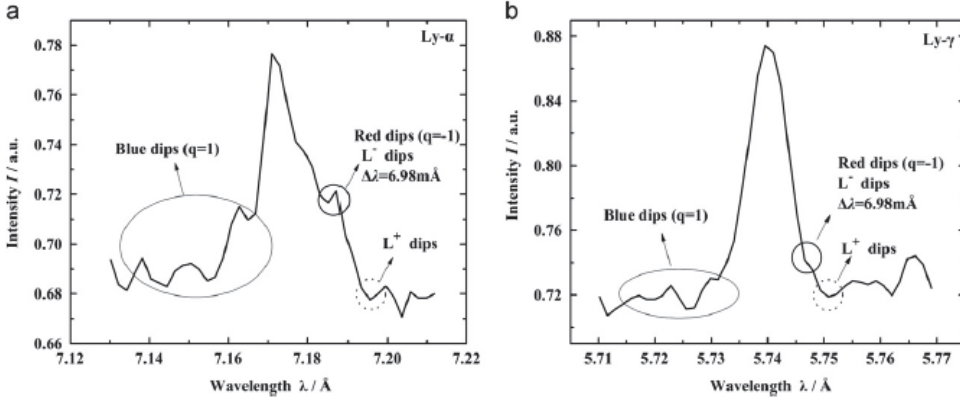 a
Ly-α
0.78
0.76
0.74
0.72
0.70
0.68
0.66
Intensity I / a.u.
Blue dips (q=1)
Red dips (q=-1)
L- dips
Δλ=6.98mÅ
L+ dips
7.12 7.14 7.16 7.18 7.20 7.22
Wavelength λ / Å
b
Ly-γ
0.88
0.84
0.80
0.76
0.72
Intensity I / a.u.
Blue dips (q=1)
Red dips (q=-1)
L- dips
Δλ=6.98mÅ
L+ dips
5.71 5.72 5.73 5.74 5.75 5.76 5.77
Wavelength λ / Å